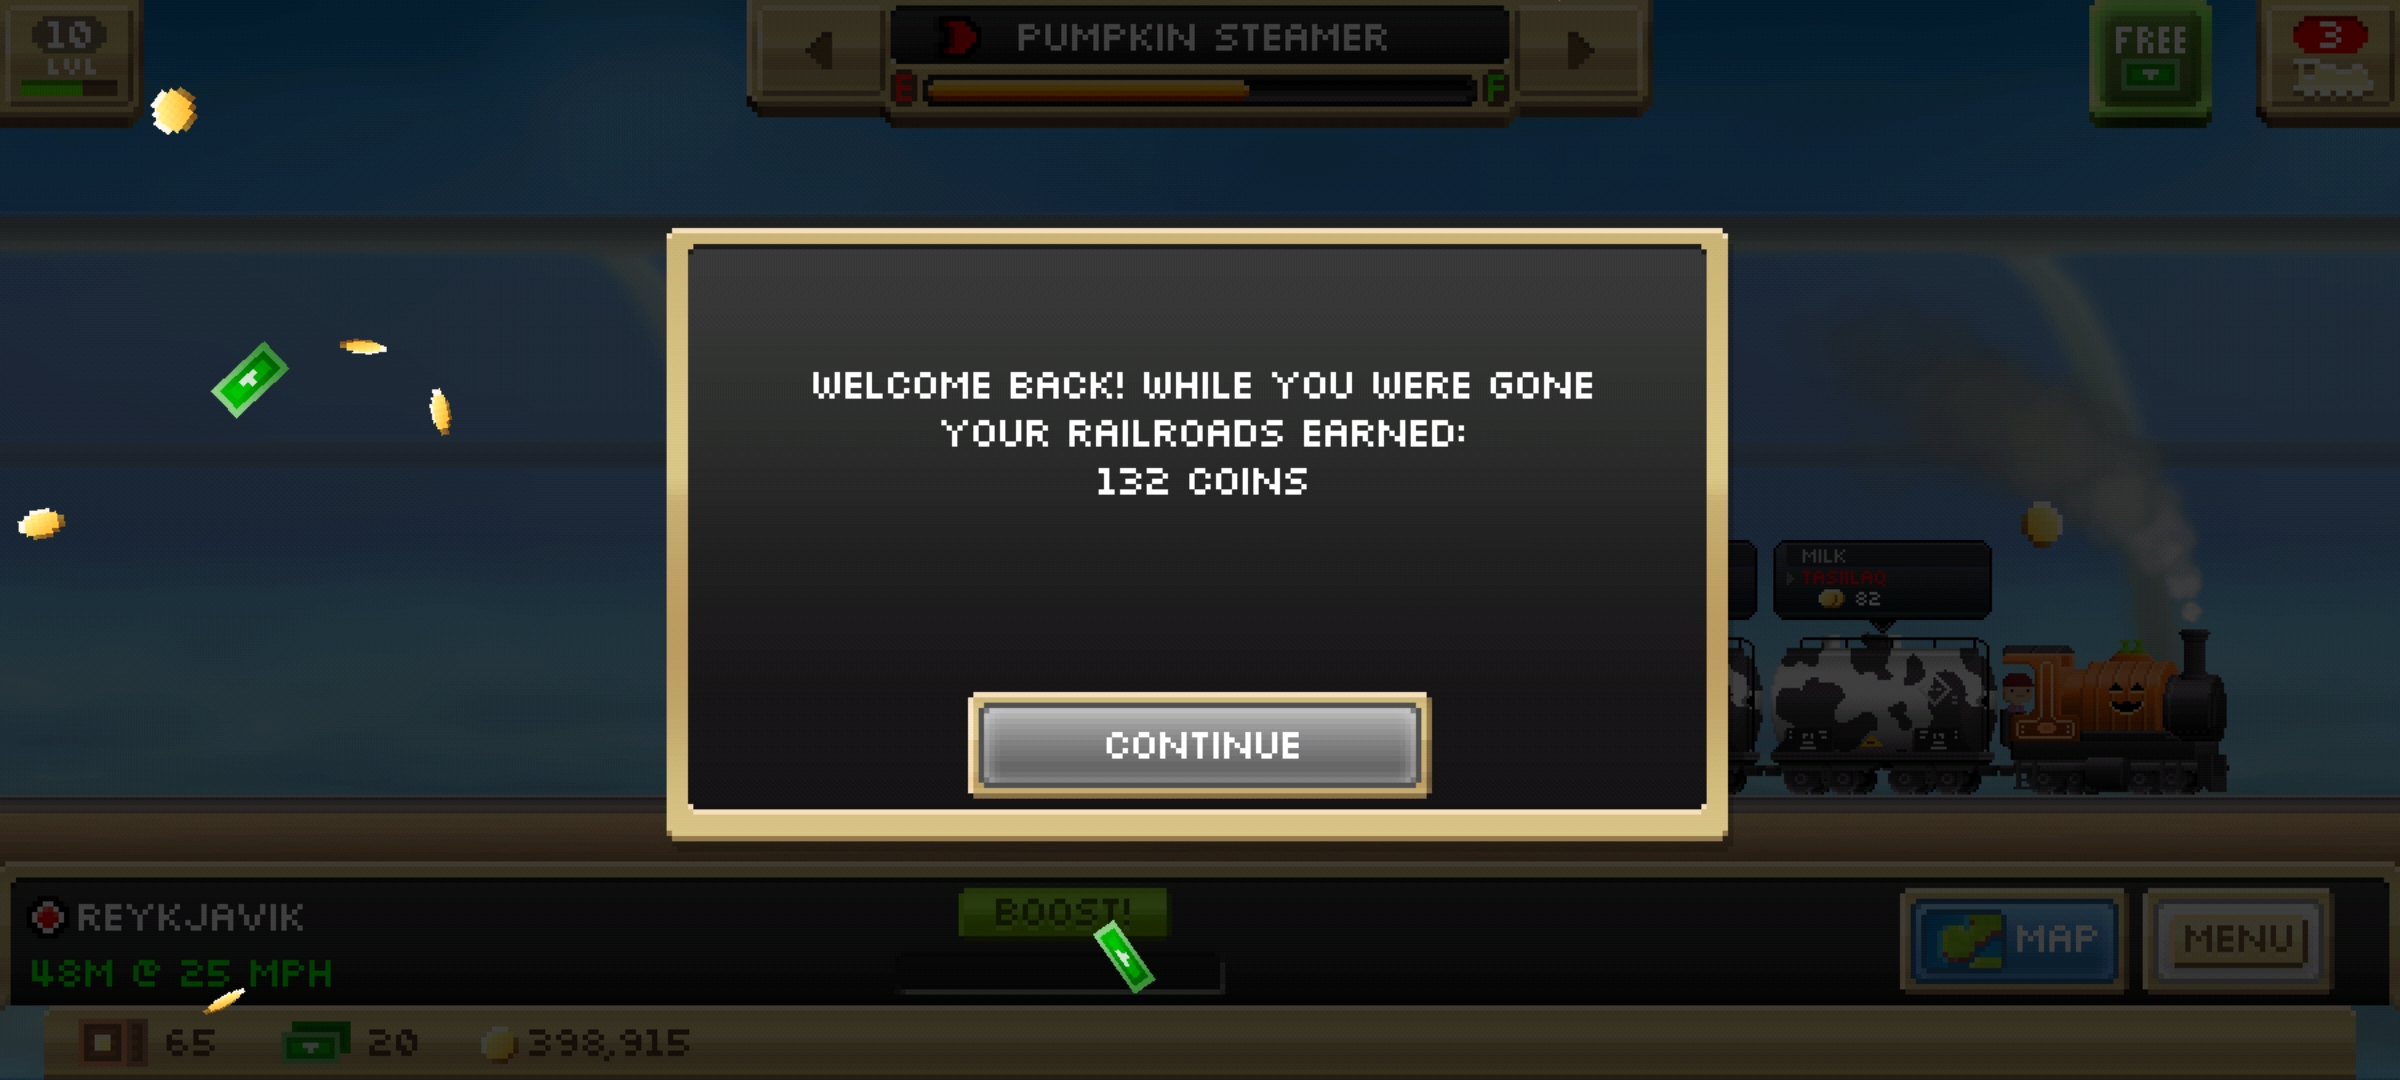 10
LVL
PUMPKIN STEAMER
E
F
FREE
3
WELCOME BACK! WHILE YOU WERE GONE
YOUR RAILROADS EARNED:
132 COINS
MILK
TASIILAQ
82
CONTINUE
REYKJAVIK
48M @ 25 MPH
BOOST!
MAP
MENU
65
20
398,915